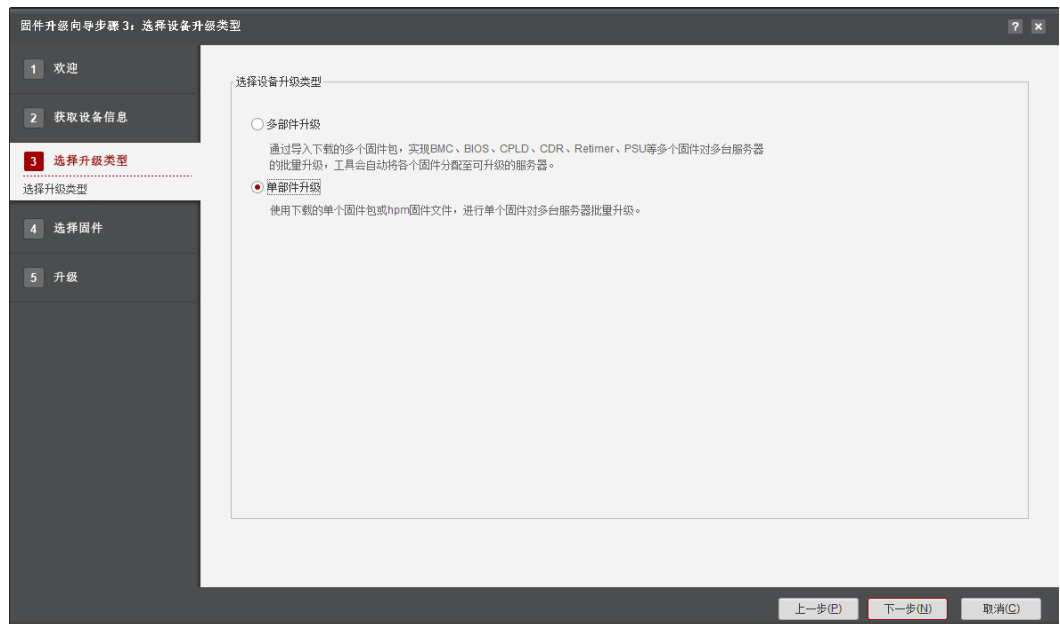 固件升级向导步骤 3：选择设备升级类型
? ×
1 欢迎
2 获取设备信息
3 选择升级类型
选择升级类型
4 选择固件
5 升级
选择设备升级类型
多部件升级
通过导入下载的多个固件包，实现BMC、BIOS、CPLD、CDR、Retimer、PSU等多个固件对多台服务器
的批量升级，工具会自动将各个固件分配至可升级的服务器。
单部件升级
使用下载的单个固件包或hpm固件文件，进行单个固件对多台服务器批量升级。
上一步(P) 下一步(N) 取消(C)